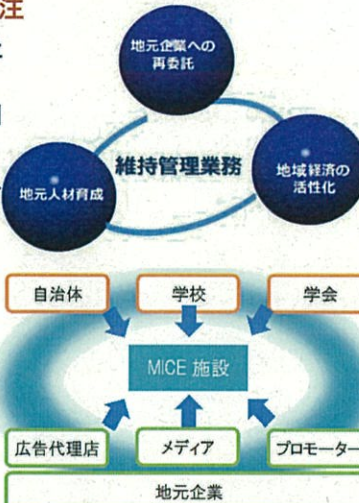 注
地元企業への
再委託
維持管理業務
地元人材育成
地域経済の
活性化
自治体
学校
学会
MICE 施設
広告代理店
メディア
プロモーター
地元企業